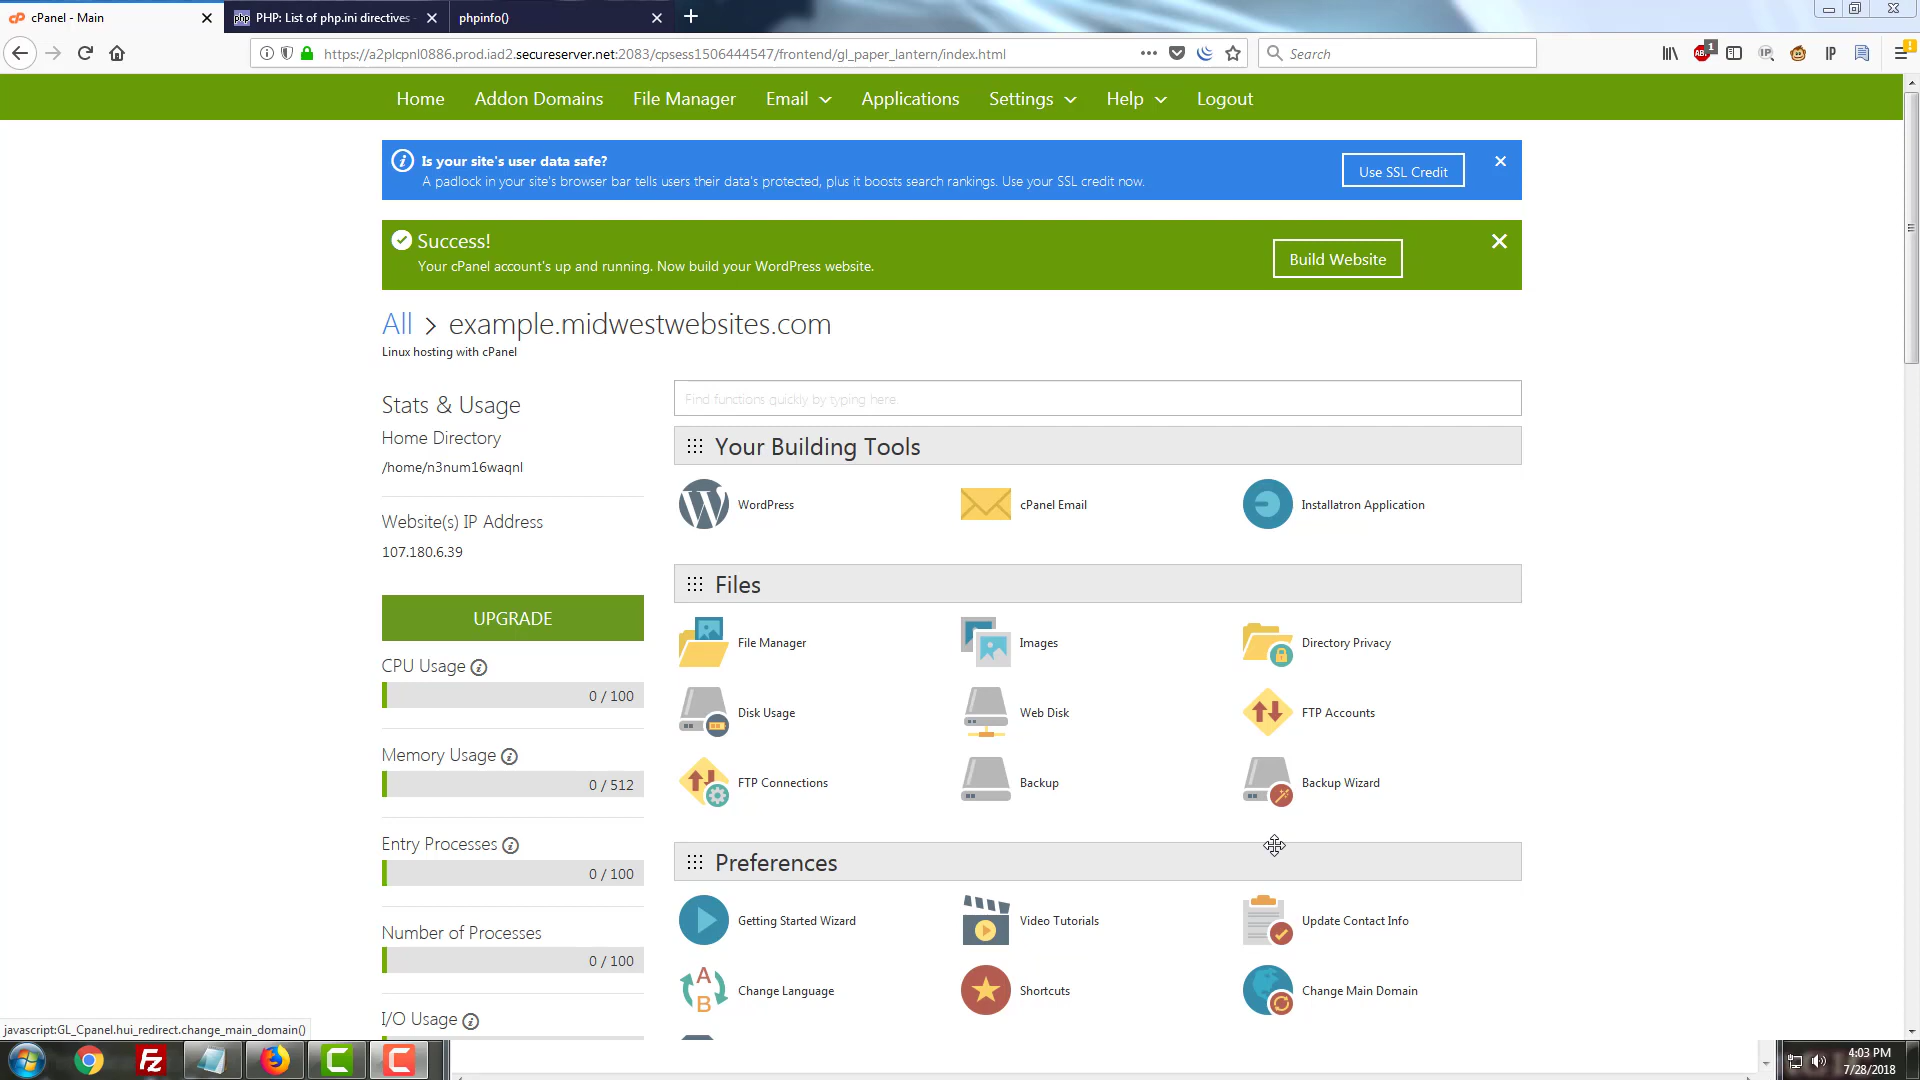 cPanel - Main
PHP: List of php.ini directives
phpinfo()
https://a2plcpnl0886.prod.iad2.secureserver.net:2083/cpsess1506444547/frontend/gl_paper_lantern/index.html
Search
Home
Addon Domains
File Manager
Email
Applications
Settings
Help
Logout
Is your site's user data safe?
A padlock in your site's browser bar tells users their data's protected, plus it boosts search rankings. Use your SSL credit now.
Use SSL Credit
Success!
Your cPanel account's up and running. Now build your WordPress website.
Build Website
All > example.midwestwebsites.com
Linux hosting with cPanel
Stats & Usage
Home Directory
/home/n3num16waqnl
Website(s) IP Address
107.180.6.39
UPGRADE
CPU Usage
0 / 100
Memory Usage
0 / 512
Entry Processes
0 / 100
Number of Processes
0 / 100
I/O Usage
Find functions quickly by typing here.
Your Building Tools
WordPress
cPanel Email
Installatron Application
Files
File Manager
Images
Directory Privacy
Disk Usage
Web Disk
FTP Accounts
FTP Connections
Backup
Backup Wizard
Preferences
Getting Started Wizard
Video Tutorials
Update Contact Info
Change Language
Shortcuts
Change Main Domain
javascript:GL_Cpanel.hui_redirect.change_main_domain()
4:03 PM
7/28/2018